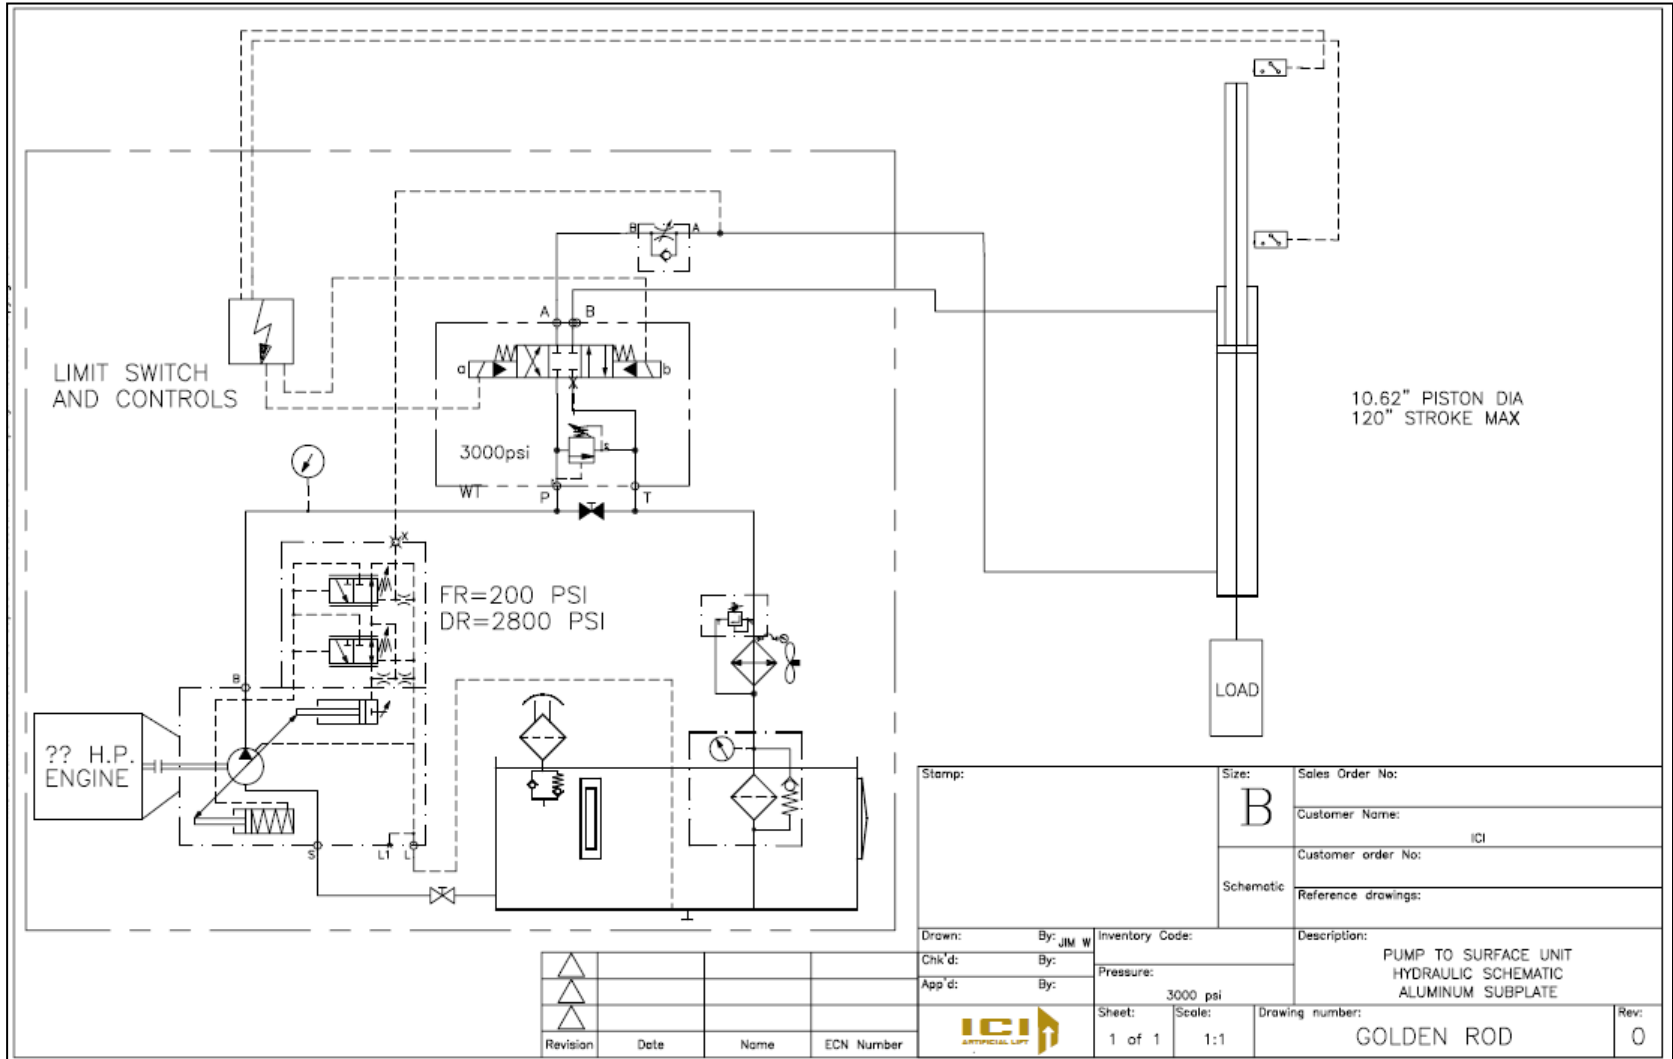 B
A
A
B
a
b
LIMIT SWITCH
AND CONTROLS
10.62" PISTON DIA
120" STROKE MAX
3000psi
WT
P
T
X
FR=200 PSI
DR=2800 PSI
B
LOAD
?? H.P.
ENGINE
S
L1
L
Stamp:
Size:
B
Schematic
Sales Order No:
Customer Name:
ICI
Customer order No:
Reference drawings:
Drawn:
By: JIM W
Chk'd:
By:
App'd:
By:
Inventory Code:
Pressure:
3000 psi
Description:
PUMP TO SURFACE UNIT
HYDRAULIC SCHEMATIC
ALUMINUM SUBPLATE
Revision
Date
Name
ECN Number
ICI
ARTIFICIAL LIFT
Sheet:
1 of 1
Scale:
1:1
Drawing number:
GOLDEN ROD
Rev:
0